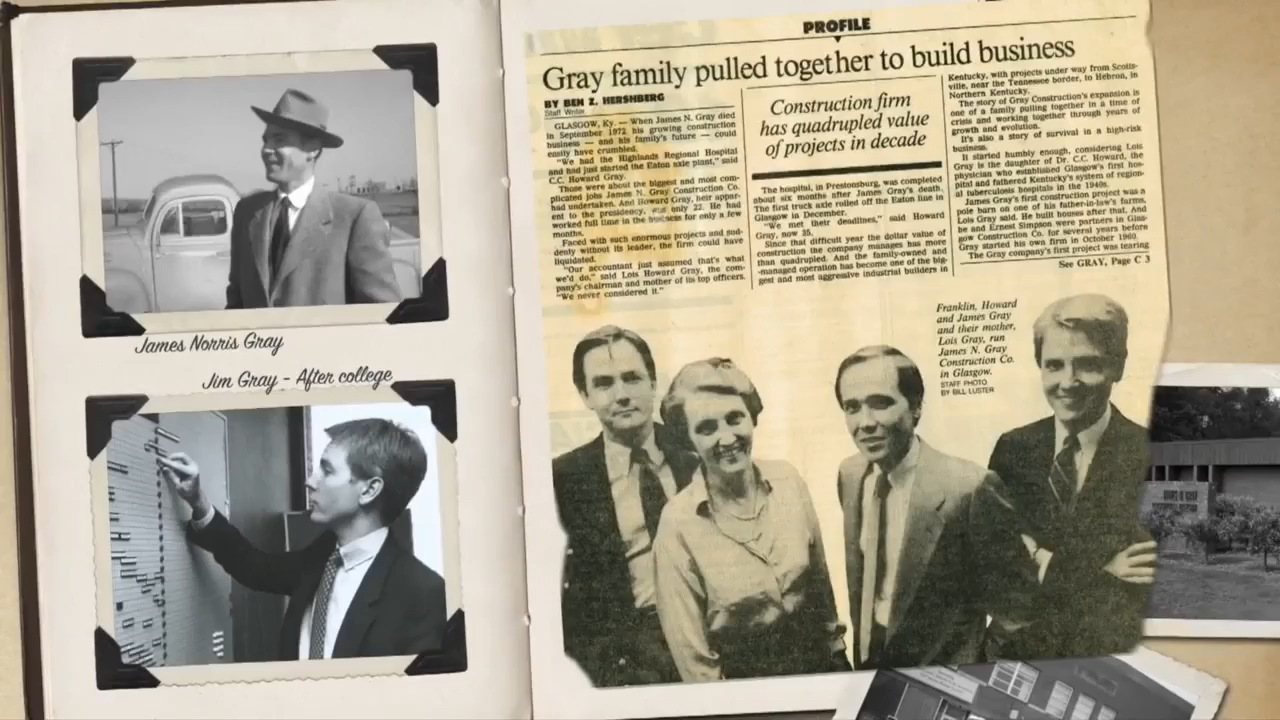 James Norris Gray
Jim Gray - After college
PROFILE
Gray family pulled together to build business
BY BEN Z. HERSHBERG
Staff Writer
GLASGOW, Ky. — When James N. Gray died
in September 1972 his growing construction
business — and his family's future — could
easily have crumbled.
"We had the Highlands Regional Hospital
and had just started the Eaton axle plant," said
C.C. Howard Gray.
Those were about the biggest and most com-
plicated jobs James N. Gray Construction Co.
had undertaken. And Howard Gray, heir appar-
ent to the presidency, was only 22. He had
worked full time in the business for only a few
months.
Faced with such enormous projects and sud-
denly without its leader, the firm could have
liquidated.
"Our accountant just assumed that's what
we'd do," said Lois Howard Gray, the com-
pany's chairman and mother of its top officers.
"We never considered it."
Construction firm
has quadrupled value
of projects in decade
The hospital, in Prestonsburg, was completed
about six months after James Gray's death.
The first truck axle rolled off the Eaton line in
Glasgow in December.
"We met their deadlines," said Howard
Gray, now 35.
Since that difficult year the dollar value of
construction the company manages has more
than quadrupled. And the family-owned and
-managed operation has become one of the big-
gest and most aggressive industrial builders in
Kentucky, with projects under way from Scotts-
ville, near the Tennessee border, to Hebron, in
Northern Kentucky.
The story of Gray Construction's expansion is
one of a family pulling together in a time of
crisis and working together through years of
growth and evolution.
It's also a story of survival in a high-risk
business.
It started humbly enough, considering Lois
Gray is the daughter of Dr. C.C. Howard, the
physician who established Glasgow's first hos-
pital and fathered Kentucky's system of region-
al tuberculosis hospitals in the 1940s.
James Gray's first construction project was a
pole barn on one of his father-in-law's farms,
Lois Gray said. He built houses after that. And
he and Ernest Simpson were partners in Glas-
gow Construction Co. for several years before
Gray started his own firm in October 1960.
The Gray company's first project was tearing
See GRAY, Page C 3
Franklin, Howard
and James Gray
and their mother,
Lois Gray, run
James N. Gray
Construction Co.
in Glasgow.
STAFF PHOTO
BY BILL LUSTER